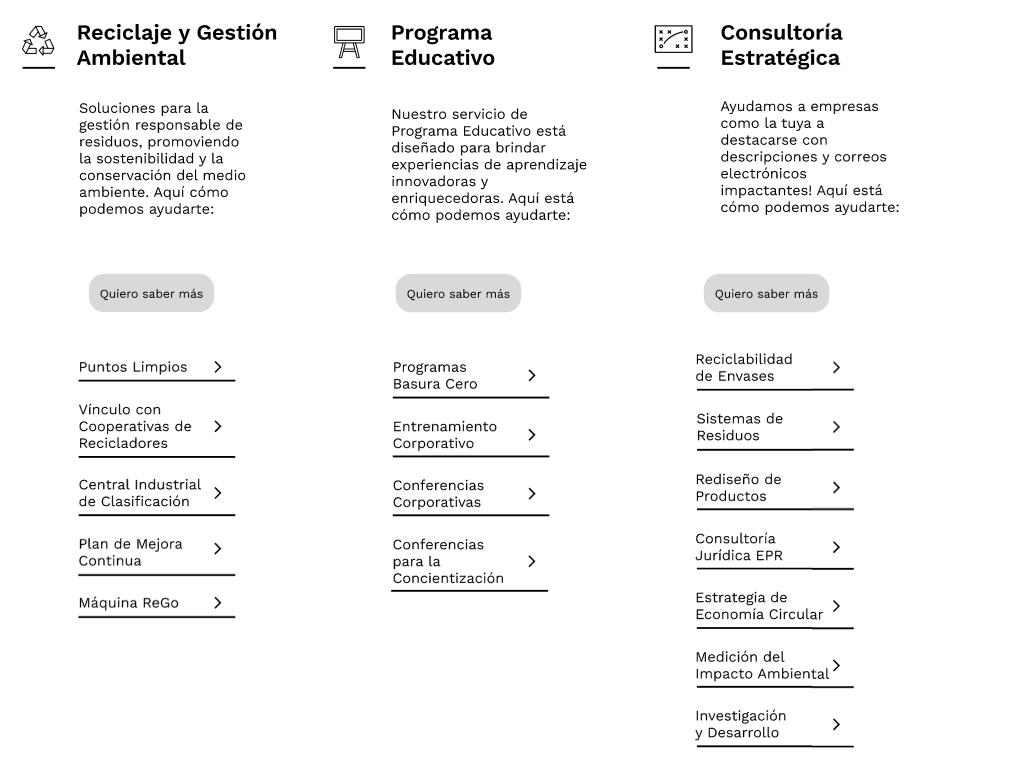 Reciclaje y Gestión
Ambiental
Soluciones para la
gestión responsable de
residuos, promoviendo
la sostenibilidad y la
conservación del medio
ambiente. Aquí cómo
podemos ayudarte:
Quiero saber más
Puntos Limpios
Vínculo con
Cooperativas de
Recicladores
Central Industrial
de Clasificación
Plan de Mejora
Continua
Máquina ReGo
Programa
Educativo
Nuestro servicio de
Programa Educativo está
diseñado para brindar
experiencias de aprendizaje
innovadoras y
enriquecedoras. Aquí está
cómo podemos ayudarte:
Quiero saber más
Programas
Basura Cero
Entrenamiento
Corporativo
Conferencias
Corporativas
Conferencias
para la
Concientización
Consultoría
Estratégica
Ayudamos a empresas
como la tuya a
destacarse con
descripciones y correos
electrónicos
impactantes! Aquí está
cómo podemos ayudarte:
Quiero saber más
Reciclabilidad
de Envases
Sistemas de
Residuos
Rediseño de
Productos
Consultoría
Jurídica EPR
Estrategia de
Economía Circular
Medición del
Impacto Ambiental
Investigación
y Desarrollo